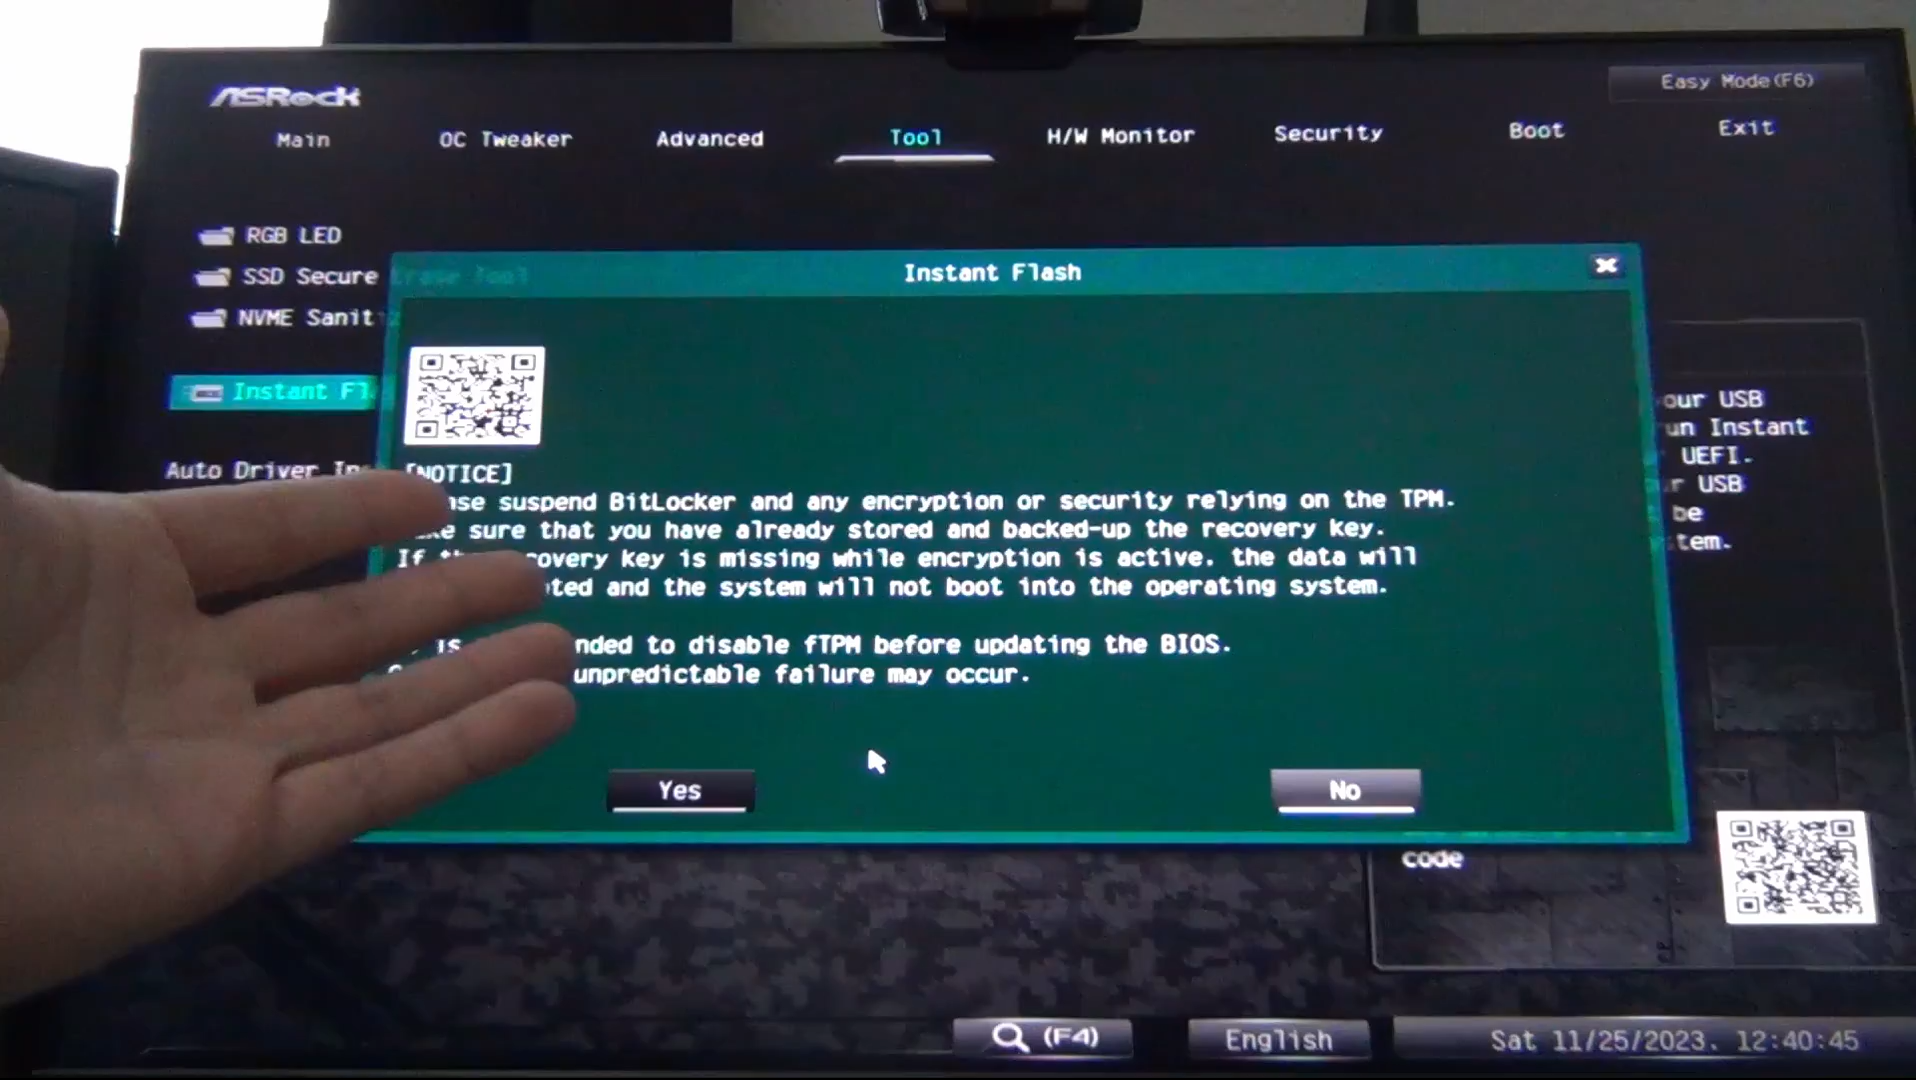 ASRock
Easy Mode(F6)
Main
OC Tweaker
Advanced
Tool
H/W Monitor
Security
Boot
Exit
RGB LED
SSD Secure Erase Tool
NVME Sanit
Instant Fl
Auto Driver
Instant Flash
[NOTICE]
suspend BitLocker and any encryption or security relying on the TPM.
sure that you have already stored and backed-up the recovery key.
If key is missing while encryption is active. the data will
and the system will not boot into the operating system.
is to disable fTPM before updating the BIOS.
unpredictable failure may occur.
Yes
No
our USB
un Instant
UEFI.
r USB
be
tem.
code
(F4)
English
Sat 11/25/2023. 12:40:45